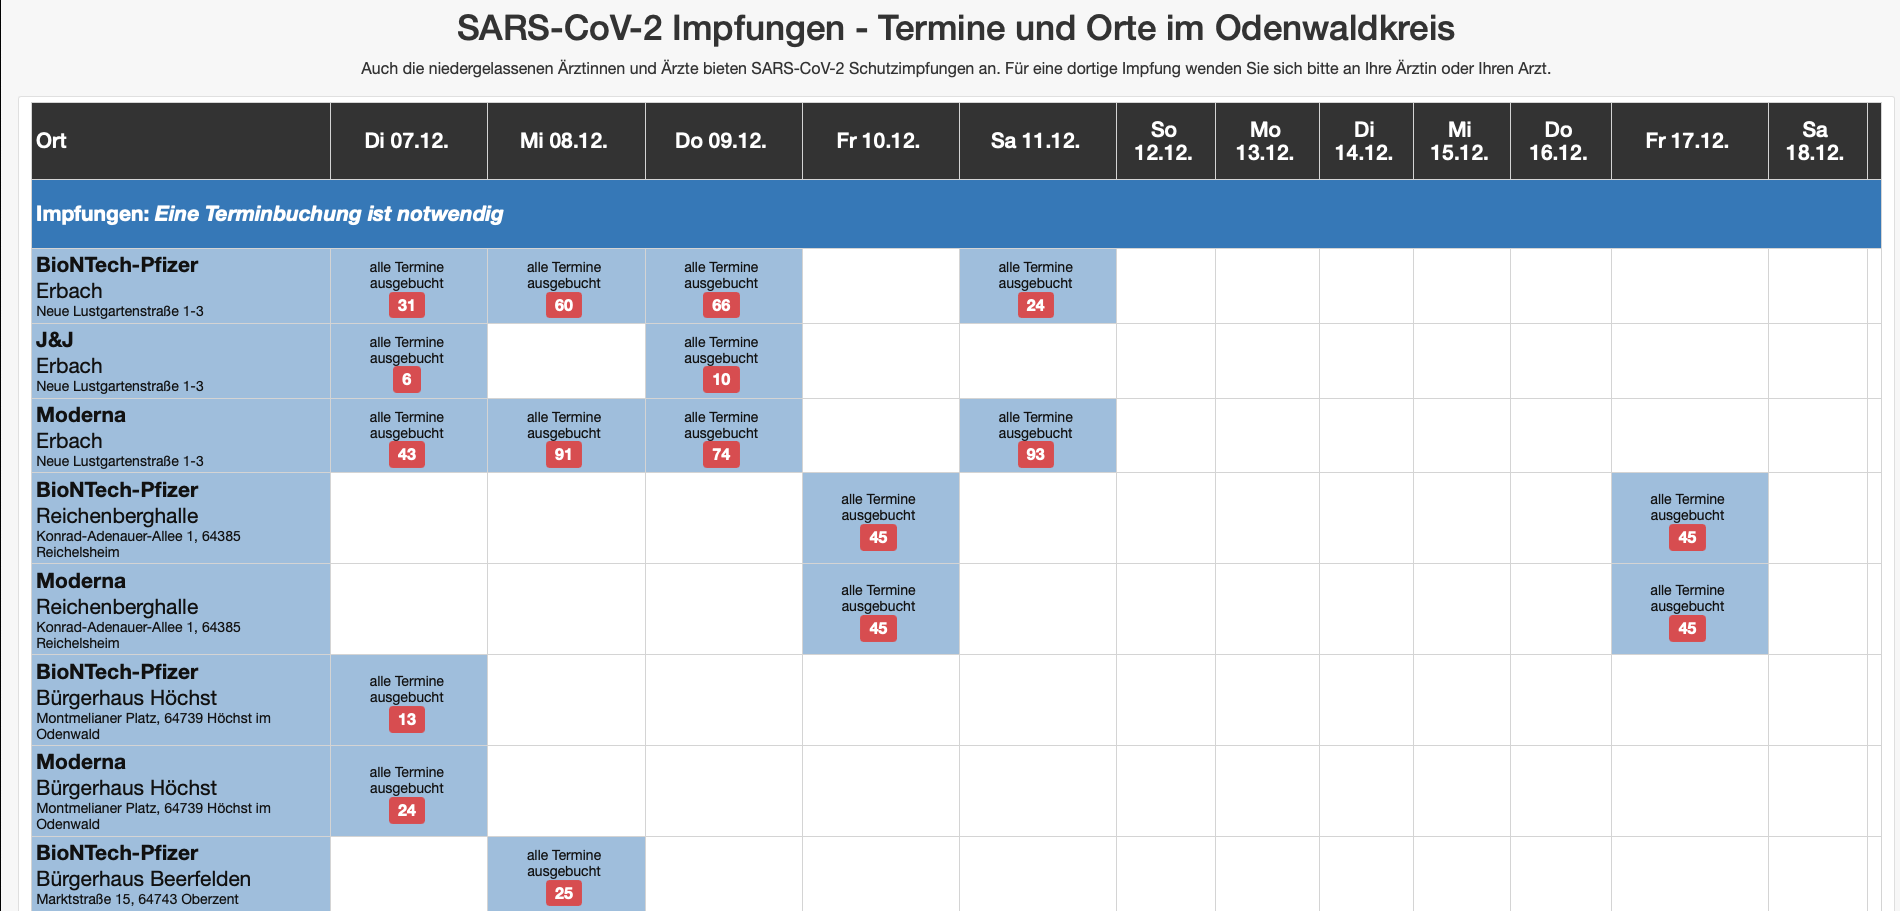 SARS-CoV-2 Impfungen - Termine und Orte im Odenwaldkreis
Auch die niedergelassenen Ärztinnen und Ärzte bieten SARS-CoV-2 Schutzimpfungen an. Für eine dortige Impfung wenden Sie sich bitte an Ihre Ärztin oder Ihren Arzt.
Ort
Di 07.12.
Mi 08.12.
Do 09.12.
Fr 10.12.
Sa 11.12.
So
12.12.
Mo
13.12.
Di
14.12.
Mi
15.12.
Do
16.12.
Fr 17.12.
Sa
18.12.
Impfungen: Eine Terminbuchung ist notwendig
BioNTech-Pfizer
Erbach
Neue Lustgartenstraße 1-3
alle Termine
ausgebucht
31
alle Termine
ausgebucht
60
alle Termine
ausgebucht
66
alle Termine
ausgebucht
24
J&J
Erbach
Neue Lustgartenstraße 1-3
alle Termine
ausgebucht
6
alle Termine
ausgebucht
10
Moderna
Erbach
Neue Lustgartenstraße 1-3
alle Termine
ausgebucht
43
alle Termine
ausgebucht
91
alle Termine
ausgebucht
74
alle Termine
ausgebucht
93
BioNTech-Pfizer
Reichenberghalle
Konrad-Adenauer-Allee 1, 64385
Reichelsheim
alle Termine
ausgebucht
45
alle Termine
ausgebucht
45
Moderna
Reichenberghalle
Konrad-Adenauer-Allee 1, 64385
Reichelsheim
alle Termine
ausgebucht
45
alle Termine
ausgebucht
45
BioNTech-Pfizer
Bürgerhaus Höchst
Montmelianer Platz, 64739 Höchst im
Odenwald
alle Termine
ausgebucht
13
Moderna
Bürgerhaus Höchst
Montmelianer Platz, 64739 Höchst im
Odenwald
alle Termine
ausgebucht
24
BioNTech-Pfizer
Bürgerhaus Beerfelden
Marktstraße 15, 64743 Oberzent
alle Termine
ausgebucht
25